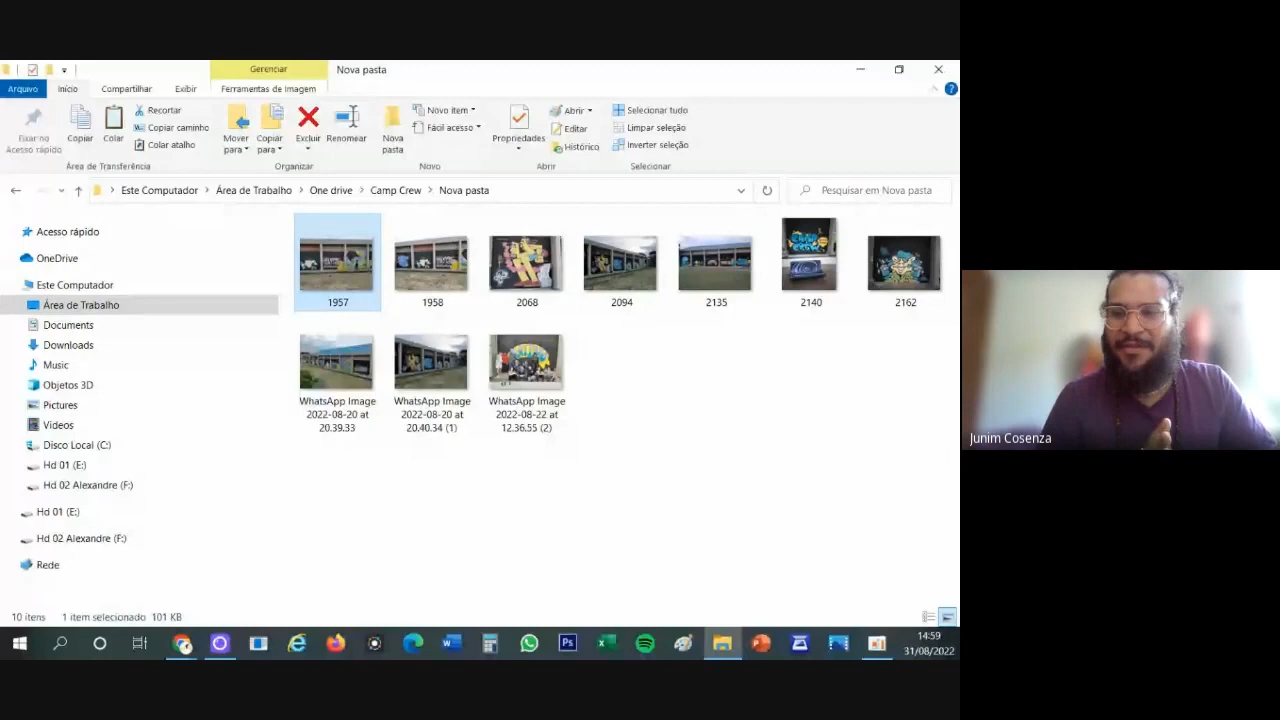 Gerenciar
Nova pasta
Arquivo
Início
Compartilhar
Exibir
Ferramentas de Imagem
Fixar no
Acesso rápido
Copiar
Colar
Recortar
Copiar caminho
Colar atalho
Mover
para
Copiar
para
Excluir
Renomear
Nova
pasta
Novo item
Fácil acesso
Propriedades
Abrir
Editar
Histórico
Selecionar tudo
Limpar seleção
Inverter seleção
Área de Transferência
Organizar
Novo
Abrir
Selecionar
Este Computador
Área de Trabalho
One drive
Camp Crew
Nova pasta
Pesquisar em Nova pasta
Acesso rápido
OneDrive
Este Computador
Área de Trabalho
Documents
Downloads
Music
Objetos 3D
Pictures
Videos
Disco Local (C:)
Hd 01 (E:)
Hd 02 Alexandre (F:)
Hd 01 (E:)
Hd 02 Alexandre (F:)
Rede
1957
1958
2068
2094
2135
2140
2162
WhatsApp Image
2022-08-20 at
20.39.33
WhatsApp Image
2022-08-20 at
20.40.34 (1)
WhatsApp Image
2022-08-22 at
12.36.55 (2)
10 itens
1 item selecionado 101 KB
Ps
14:59
31/08/2022
Junim Cosenza